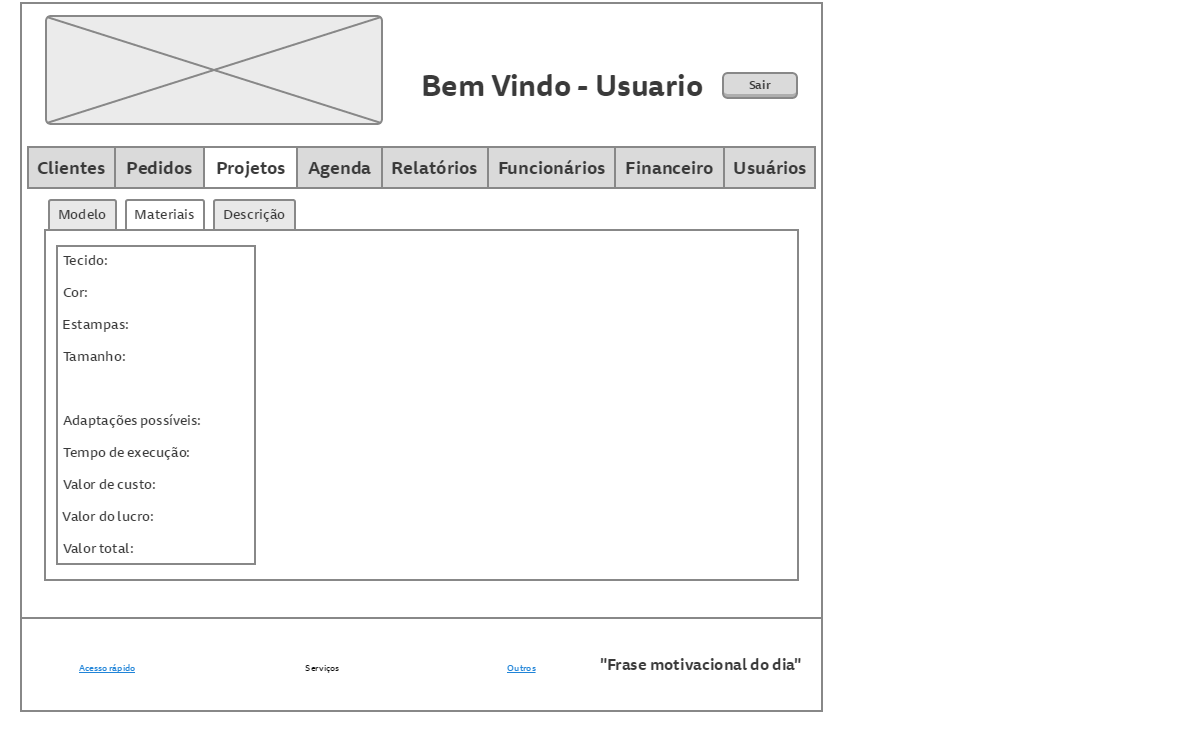 Bem Vindo - Usuario
Sair
Clientes Pedidos Projetos Agenda Relatórios Funcionários Financeiro Usuários
Modelo Materiais Descrição
Tecido:
Cor:
Estampas:
Tamanho:
Adaptações possíveis:
Tempo de execução:
Valor de custo:
Valor do lucro:
Valor total:
Acesso rápido Serviços Outros "Frase motivacional do dia"